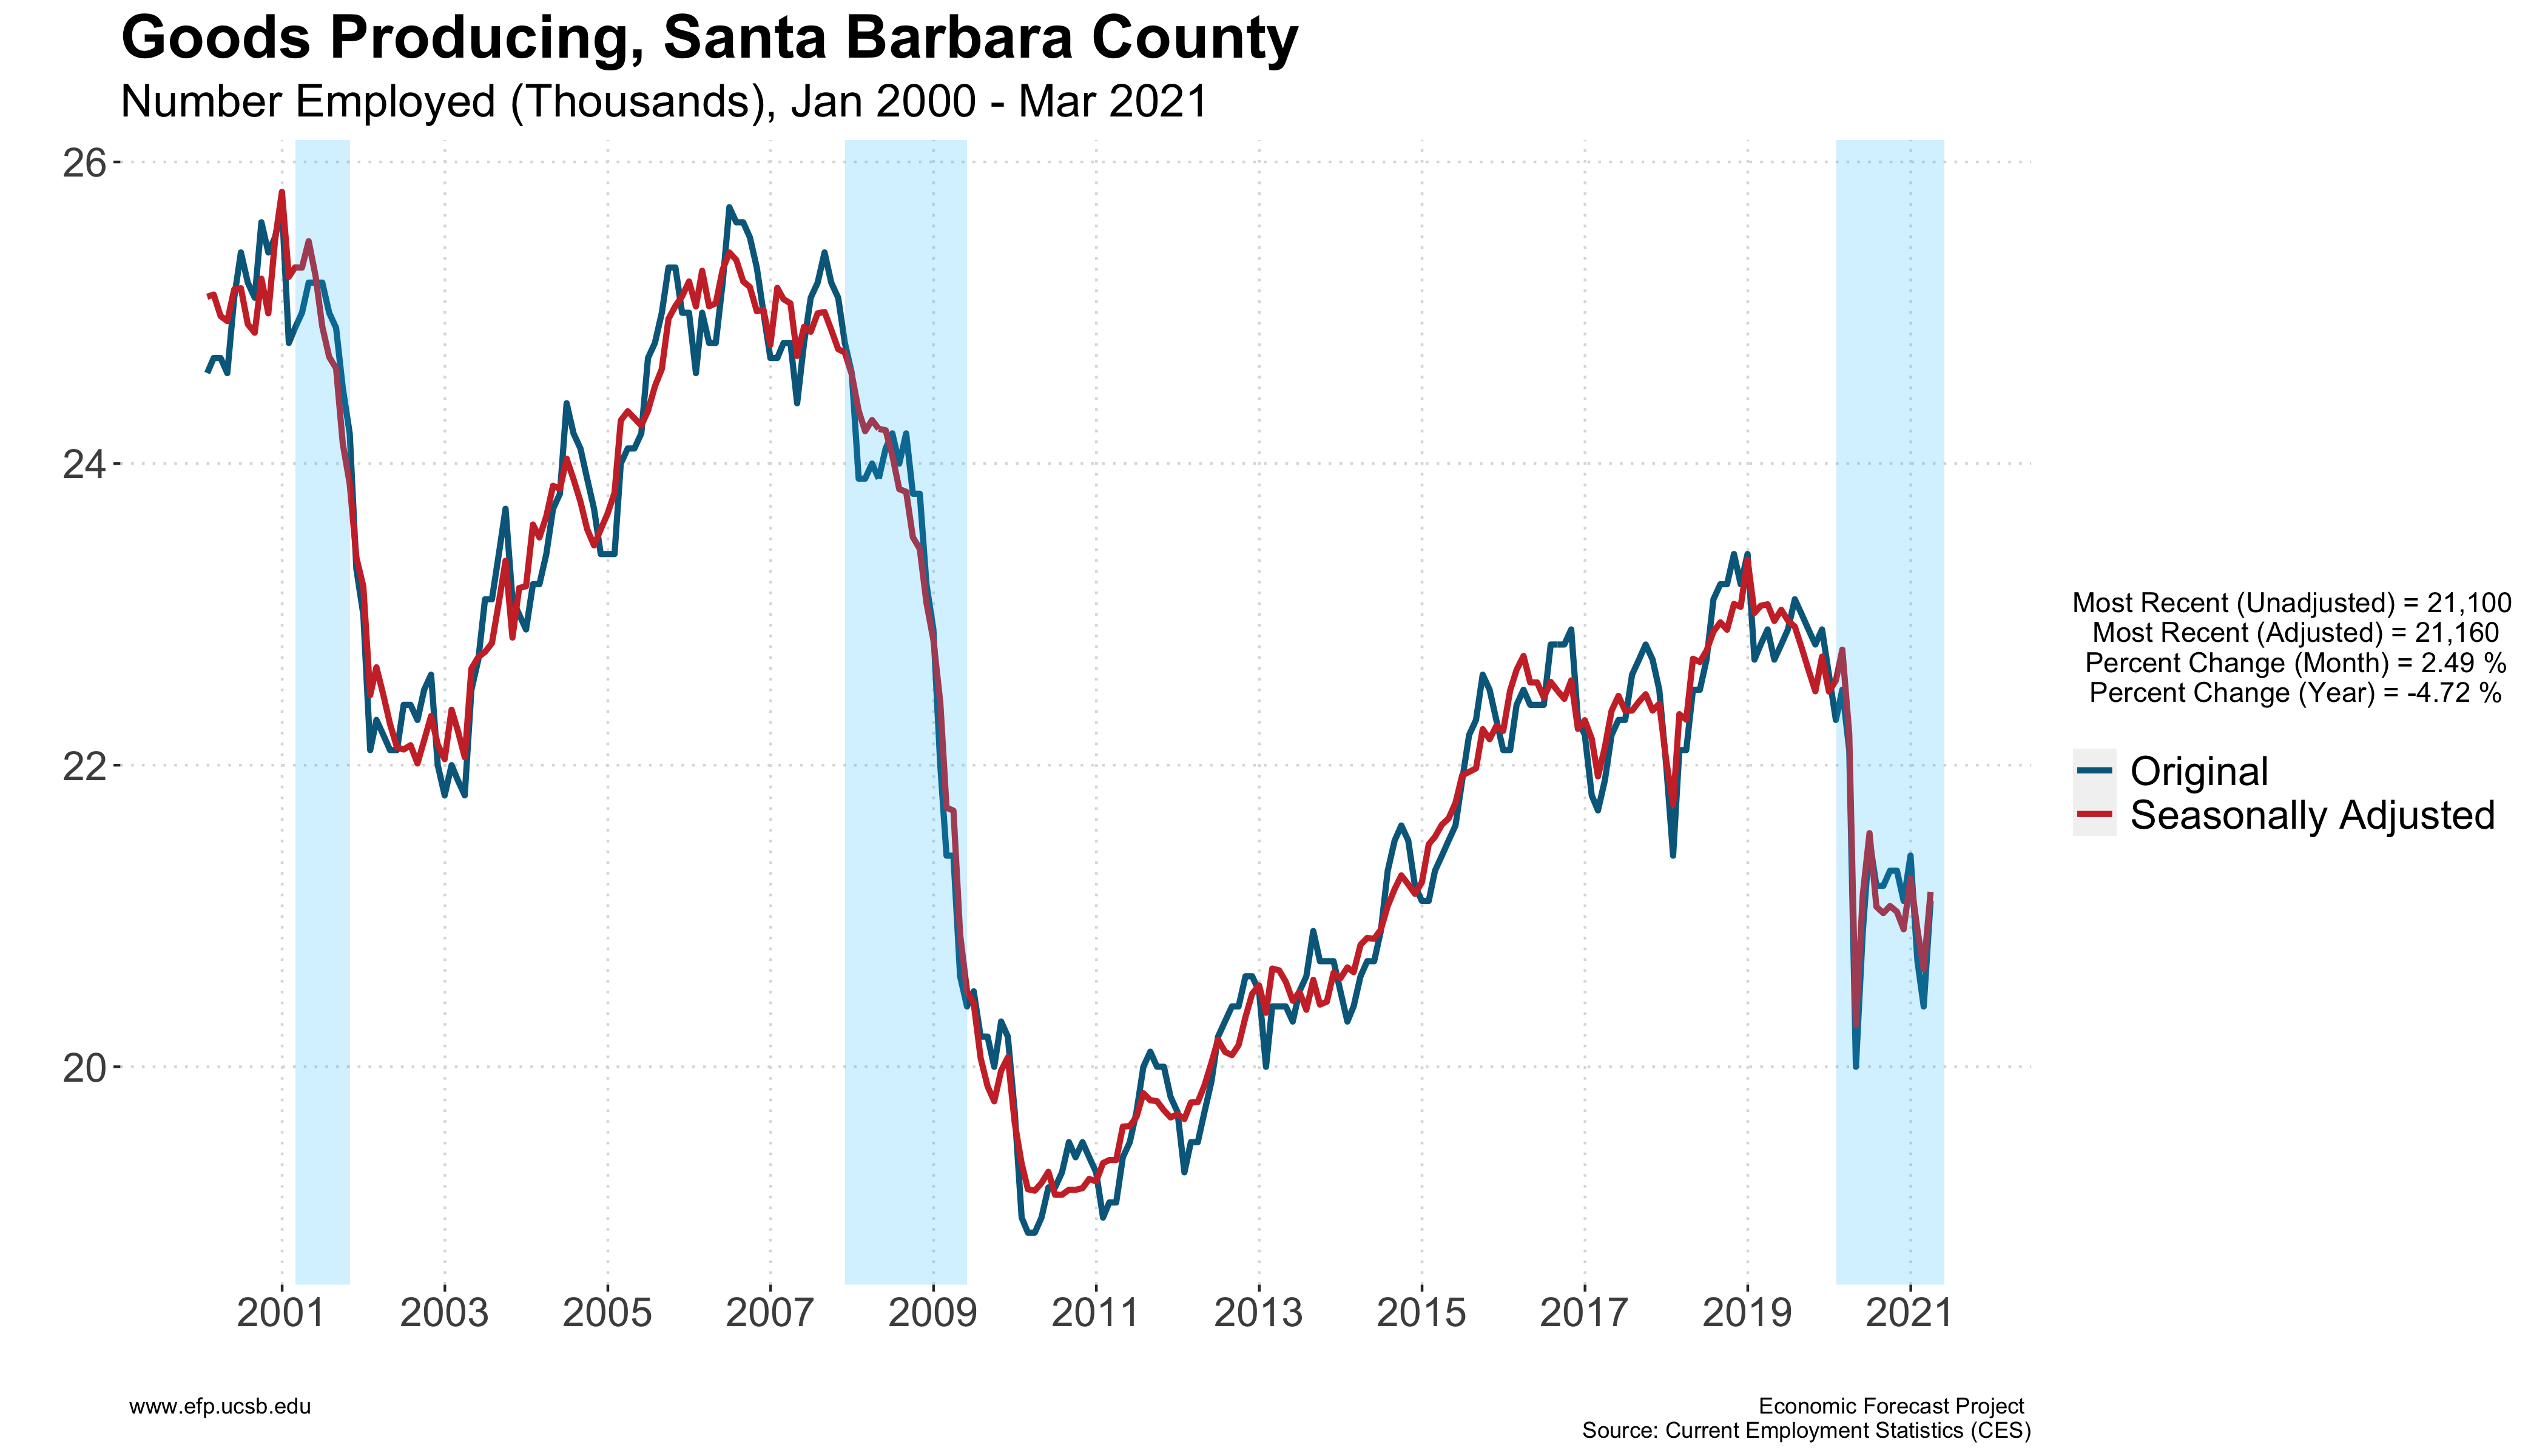 Goods Producing, Santa Barbara County
Number Employed (Thousands), Jan 2000 - Mar 2021
26
24
22
20
2001 2003 2005 2007 2009 2011 2013 2015 2017 2019 2021
Most Recent (Unadjusted) = 21,100
Most Recent (Adjusted) = 21,160
Percent Change (Month) = 2.49 %
Percent Change (Year) = -4.72 %
Original
Seasonally Adjusted
www.efp.ucsb.edu
Economic Forecast Project
Source: Current Employment Statistics (CES)